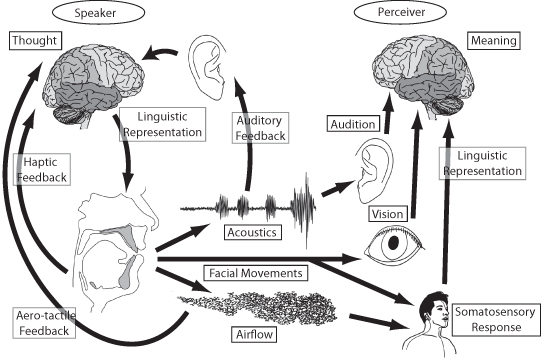 Speaker
Perceiver
Thought
Meaning
Linguistic
Representation
Auditory
Feedback
Audition
Haptic
Feedback
Linguistic
Representation
Vision
Acoustics
Facial Movements
Aero-tactile
Feedback
Airflow
Somatosensory
Response